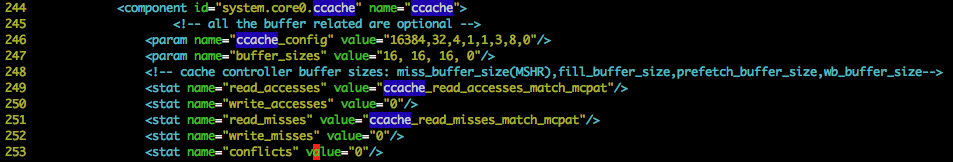 244 <component id="system.core0.ccache" name="ccache">
245 <!-- all the buffer related are optional -->
246 <param name="ccache_config" value="16384,32,4,1,1,3,8,0"/>
247 <param name="buffer_sizes" value="16, 16, 16, 0"/>
248 <!-- cache controller buffer sizes: miss_buffer_size(MSHR),fill_buffer_size,prefetch_buffer_size,wb_buffer_size-->
249 <stat name="read_accesses" value="ccache_read_accesses_match_mcpat"/>
250 <stat name="write_accesses" value="0"/>
251 <stat name="read_misses" value="ccache_read_misses_match_mcpat"/>
252 <stat name="write_misses" value="0"/>
253 <stat name="conflicts" value="0"/>